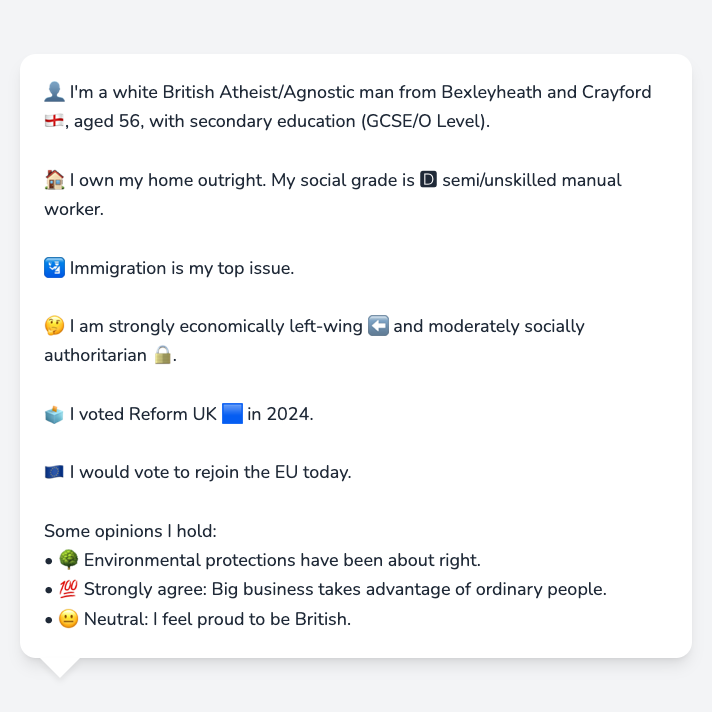 👤 I'm a white British Atheist/Agnostic man from Bexleyheath and Crayford
🏴󠁧󠁢󠁥󠁮󠁧󠁿, aged 56, with secondary education (GCSE/O Level).
🏠 I own my home outright. My social grade is 🅳 semi/unskilled manual
worker.
🛂 Immigration is my top issue.
🤔 I am strongly economically left-wing ⬅️ and moderately socially
authoritarian 🔒.
🗳️ I voted Reform UK 🟦 in 2024.
🇪🇺 I would vote to rejoin the EU today.
Some opinions I hold:
• 🌳 Environmental protections have been about right.
• 💯 Strongly agree: Big business takes advantage of ordinary people.
• 😐 Neutral: I feel proud to be British.